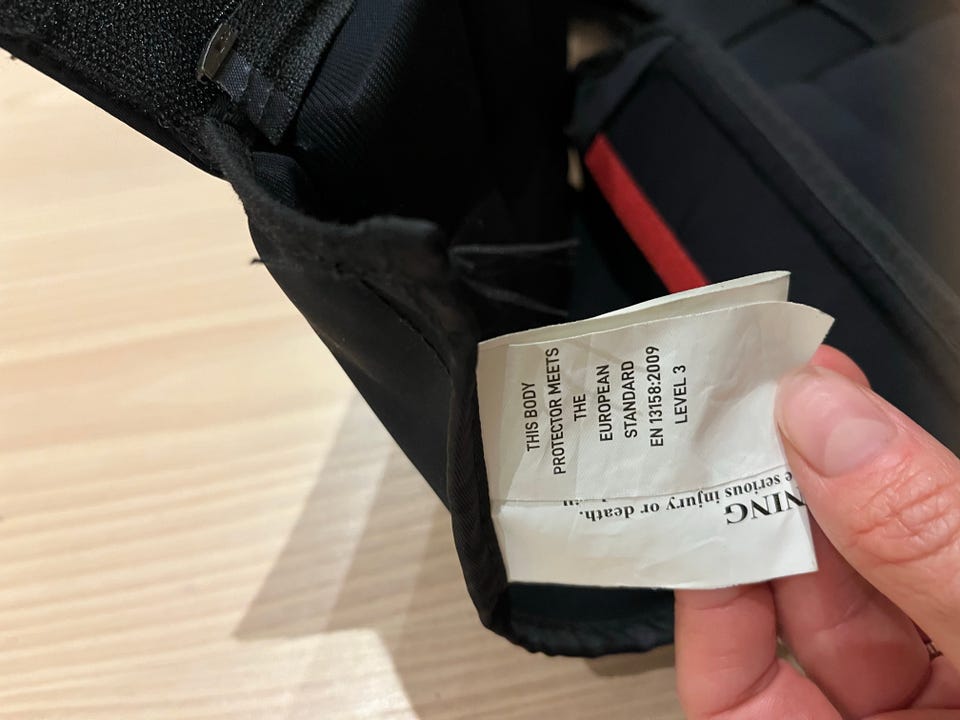 THIS BODY
PROTECTOR MEETS
THE
EUROPEAN
STANDARD
EN 13158:2009
LEVEL 3
NING
e serious injury or death.